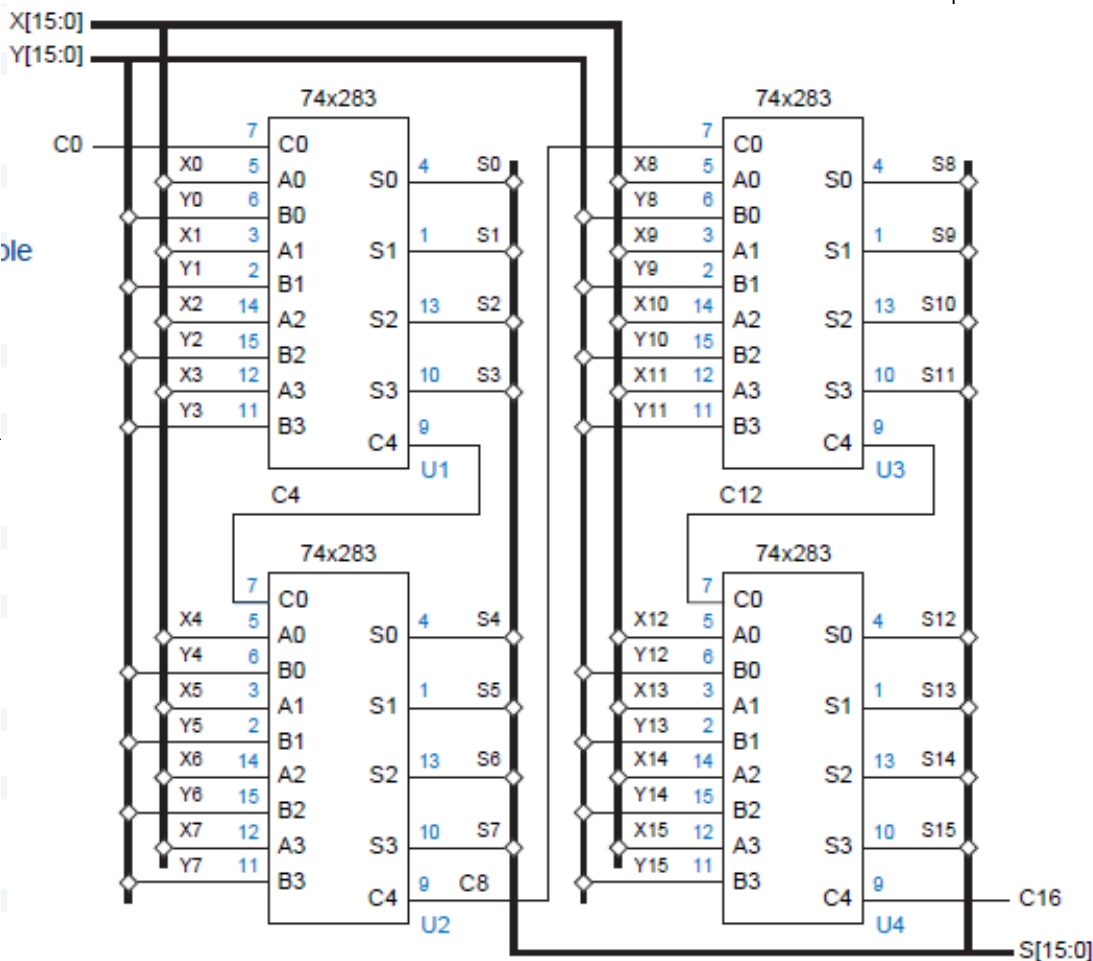 X[15:0]
Y[15:0]
74x283
C0 7 C0
X0 5 A0 S0 4 S0
Y0 6 B0
X1 3 A1 S1 1 S1
Y1 2 B1
X2 14 A2 S2 13 S2
Y2 15 B2
X3 12 A3 S3 10 S3
Y3 11 B3
C4 9
U1
C4
74x283
7 C0
X4 5 A0 S0 4 S4
Y4 6 B0
X5 3 A1 S1 1 S5
Y5 2 B1
X6 14 A2 S2 13 S6
Y6 15 B2
X7 12 A3 S3 10 S7
Y7 11 B3
C4 9 C8
U2
74x283
7 C0
X8 5 A0 S0 4 S8
Y8 6 B0
X9 3 A1 S1 1 S9
Y9 2 B1
X10 14 A2 S2 13 S10
Y10 15 B2
X11 12 A3 S3 10 S11
Y11 11 B3
C4 9
U3
C12
74x283
7 C0
X12 5 A0 S0 4 S12
Y12 6 B0
X13 3 A1 S1 1 S13
Y13 2 B1
X14 14 A2 S2 13 S14
Y14 15 B2
X15 12 A3 S3 10 S15
Y15 11 B3
C4 9 C16
U4
S[15:0]